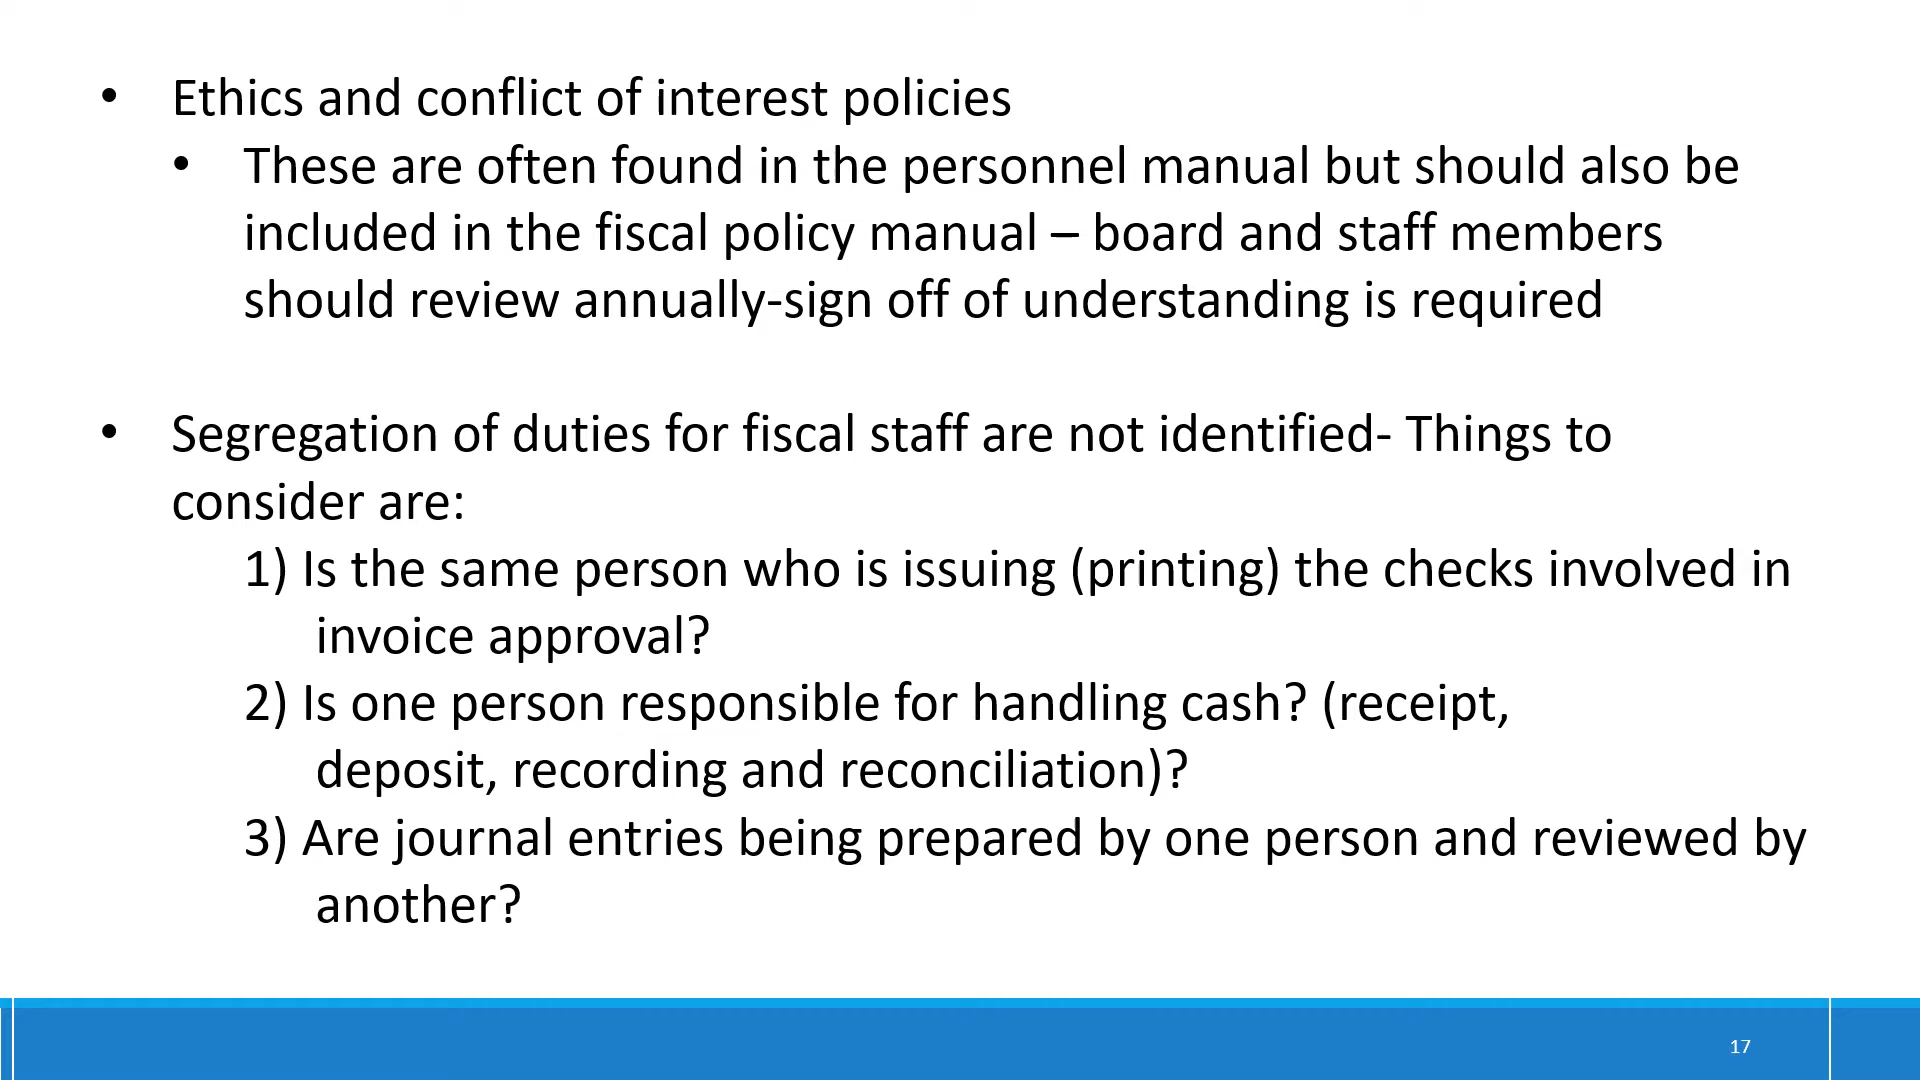 • Ethics and conflict of interest policies
• These are often found in the personnel manual but should also be
included in the fiscal policy manual – board and staff members
should review annually-sign off of understanding is required
• Segregation of duties for fiscal staff are not identified- Things to
consider are:
1) Is the same person who is issuing (printing) the checks involved in
invoice approval?
2) Is one person responsible for handling cash? (receipt,
deposit, recording and reconciliation)?
3) Are journal entries being prepared by one person and reviewed by
another?
17